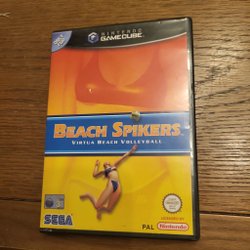 NINTENDO
GAMECUBE
BEACH SPIKERS
VIRTUA BEACH VOLLEYBALL
SEGA
PAL
LICENSED BY
Nintendo